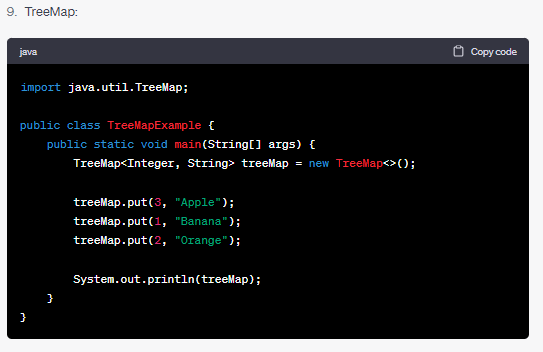 9. TreeMap:
java
Copy code
import java.util.TreeMap;
public class TreeMapExample {
    public static void main(String[] args) {
        TreeMap<Integer, String> treeMap = new TreeMap<>();
        treeMap.put(3, "Apple");
        treeMap.put(1, "Banana");
        treeMap.put(2, "Orange");
        System.out.println(treeMap);
    }
}